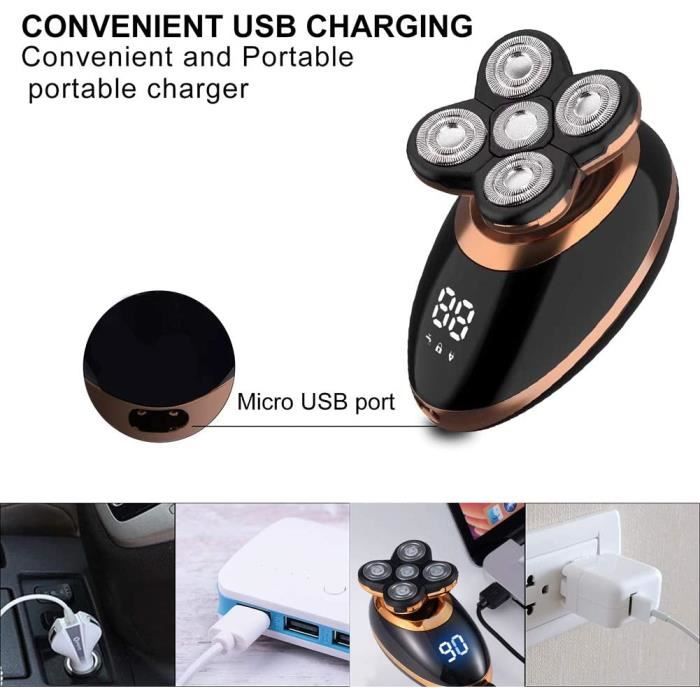 CONVENIENT USB CHARGING
Convenient and Portable
portable charger
88
Micro USB port
90